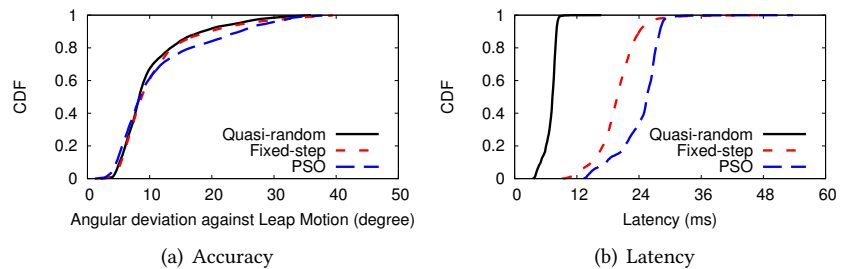 1
0.8
0.6
0.4
0.2
0
CDF
Quasi-random
Fixed-step
PSO
0 10 20 30 40 50
Angular deviation against Leap Motion (degree)
(a) Accuracy
1
0.8
0.6
0.4
0.2
0
CDF
Quasi-random
Fixed-step
PSO
0 12 24 36 48 60
Latency (ms)
(b) Latency